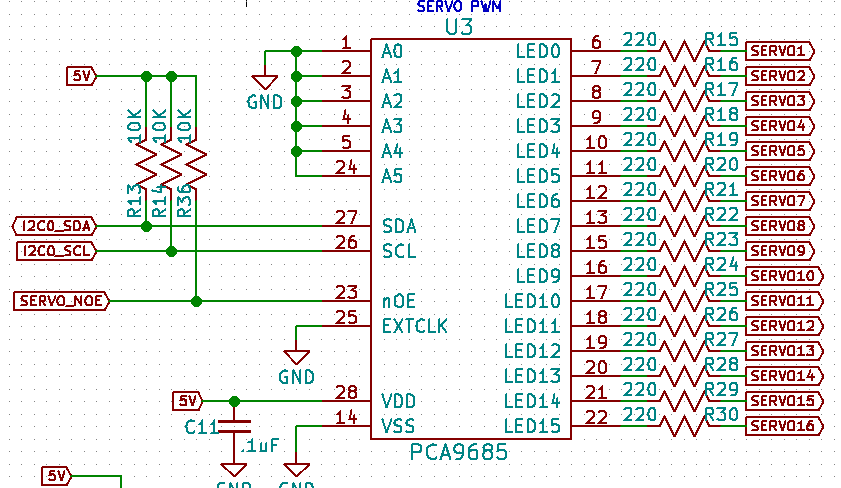 SERVO PWM
U3
1 A0 LED0 6 220 R15 SERVO1
5V 2 A1 LED1 7 220 R16 SERVO2
GND 3 A2 LED2 8 220 R17 SERVO3
10K 10K 10K 4 A3 LED3 9 220 R18 SERVO4
5 A4 LED4 10 220 R19 SERVO5
24 A5 LED5 11 220 R20 SERVO6
R13 R14 R36 LED6 12 220 R21 SERVO7
I2C0_SDA 27 SDA LED7 13 220 R22 SERVO8
I2C0_SCL 26 SCL LED8 15 220 R23 SERVO9
LED9 16 220 R24 SERVO10
SERVO_NOE 23 nOE LED10 17 220 R25 SERVO11
25 EXTCLK LED11 18 220 R26 SERVO12
LED12 19 220 R27 SERVO13
GND LED13 20 220 R28 SERVO14
5V 28 VDD LED14 21 220 R29 SERVO15
C11 14 VSS LED15 22 220 R30 SERVO16
.1uF PCA9685
5V GND GND